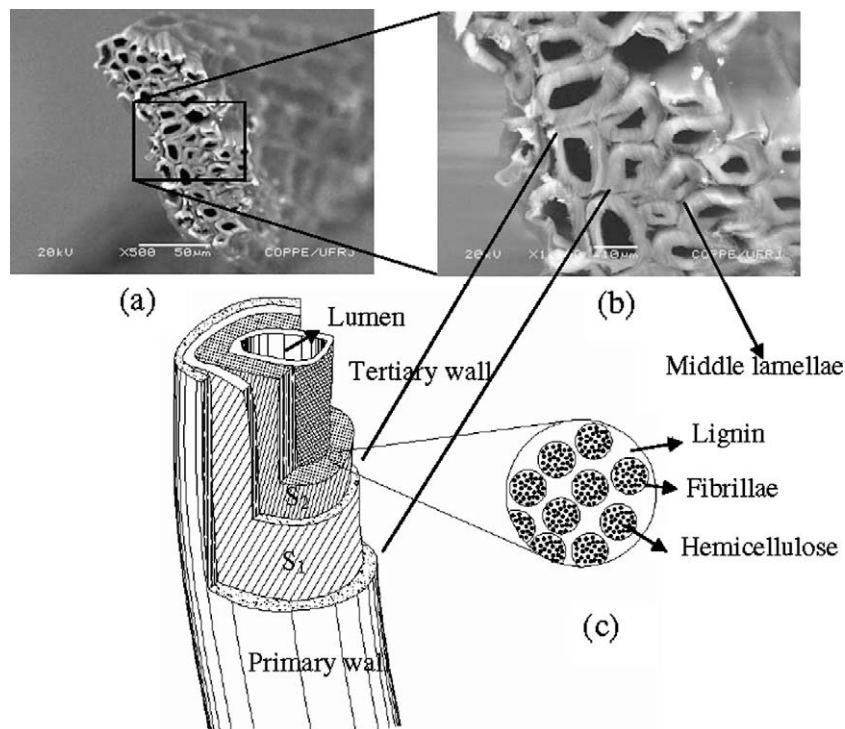 20kV X500 50μm COPPE/UFRJ
20kV 10μm COPPE/UFRJ
(a)
(b)
Lumen
Tertiary wall
Middle lamellae
Lignin
Fibrillae
Hemicellulose
S2
S1
(c)
Primary wall